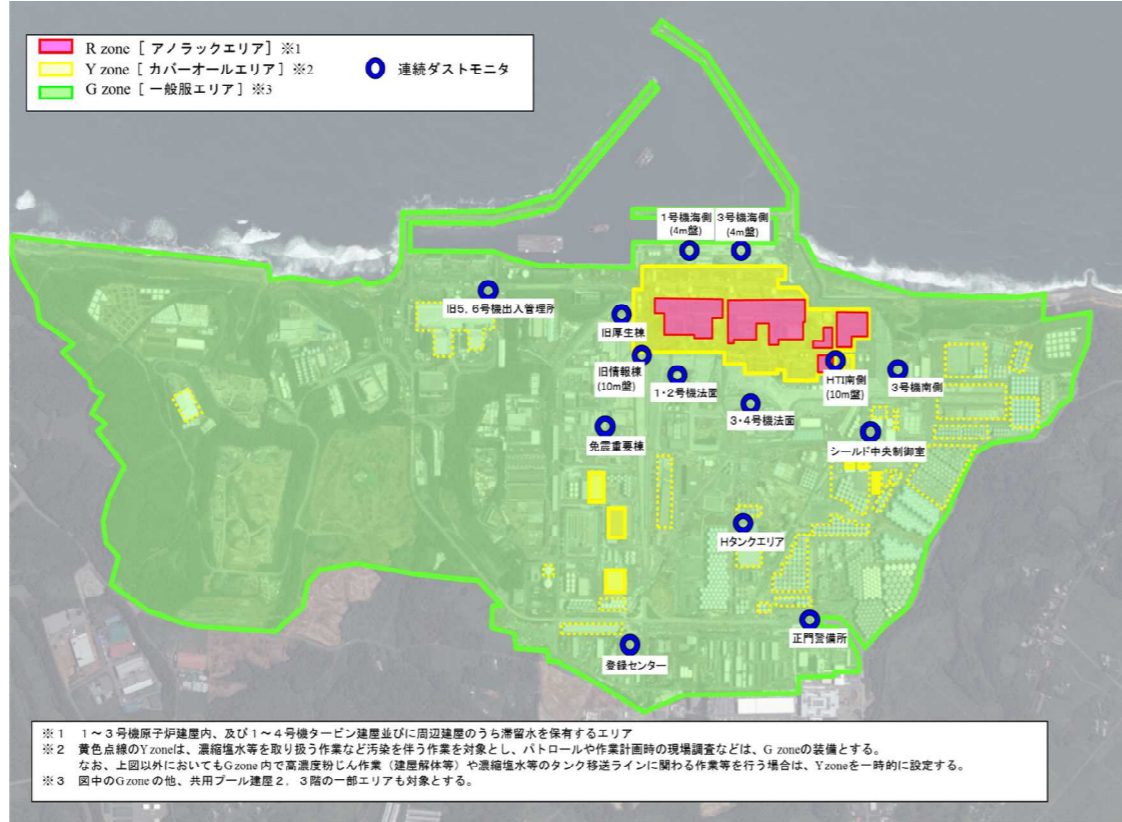 R zone [ アノラックエリア] ※1
Y zone [ カバーオールエリア] ※2
G zone [ 一般服エリア] ※3
連続ダストモニタ
1号機海側
(4m盤)
3号機海側
(4m盤)
旧5，6号機出入管理所
旧厚生棟
旧情報棟
(10m盤)
1・2号機法面
3・4号機法面
HTI南側
(10m盤)
3号機南側
免震重要棟
シールド中央制御室
Hタンクエリア
正門警備所
登録センター
※１　１～３号機原子炉建屋内、及び１～４号機タービン建屋並びに周辺建屋のうち滞留水を保有するエリア
※２　黄色点線のY zoneは、濃縮塩水等を取り扱う作業など汚染を伴う作業を対象とし、パトロールや作業計画時の現場調査などは、G zoneの装備とする。
なお、上図以外においてもG zone 内で高濃度粉じん作業（建屋解体等）や濃縮塩水等のタンク移送ラインに関わる作業等を行う場合は、Y zoneを一時的に設定する。
※３　図中のG zone の他、共用プール建屋２．３階の一部エリアも対象とする。